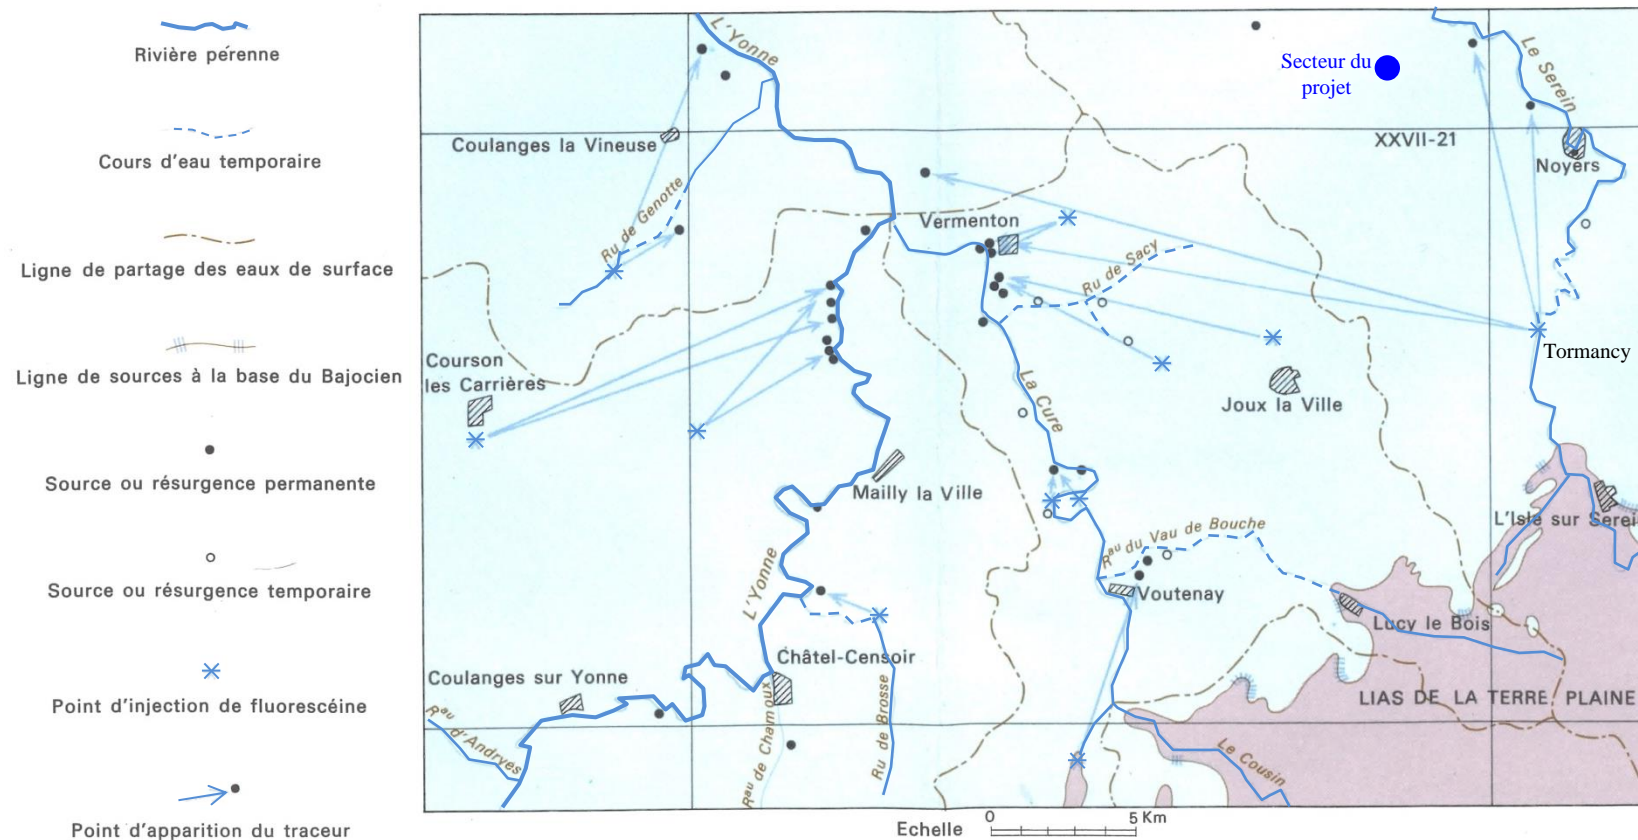 Rivière pérenne
Cours d'eau temporaire
Ligne de partage des eaux de surface
Ligne de sources à la base du Bajocien
Source ou résurgence permanente
Source ou résurgence temporaire
Point d'injection de fluorescéine
Point d'apparition du traceur
L'Yonne
Secteur du
projet
Le Serein
Coulanges la Vineuse
XXVII-21
Noyers
Ru de Genotte
Vermenton
Ru de Sacy
Courson
les Carrières
Tormancy
La Cure
Joux la Ville
Mailly la Ville
L'Isle sur Serei
Rau du Vau de Bouche
L'Yonne
Voutenay
Lucy le Bois
Châtel-Censoir
Coulanges sur Yonne
LIAS DE LA TERRE PLAINE
Rau d'Andryes
Rau de Chamoux
Ru de Brosse
Le Cousin
Echelle
0
5 Km